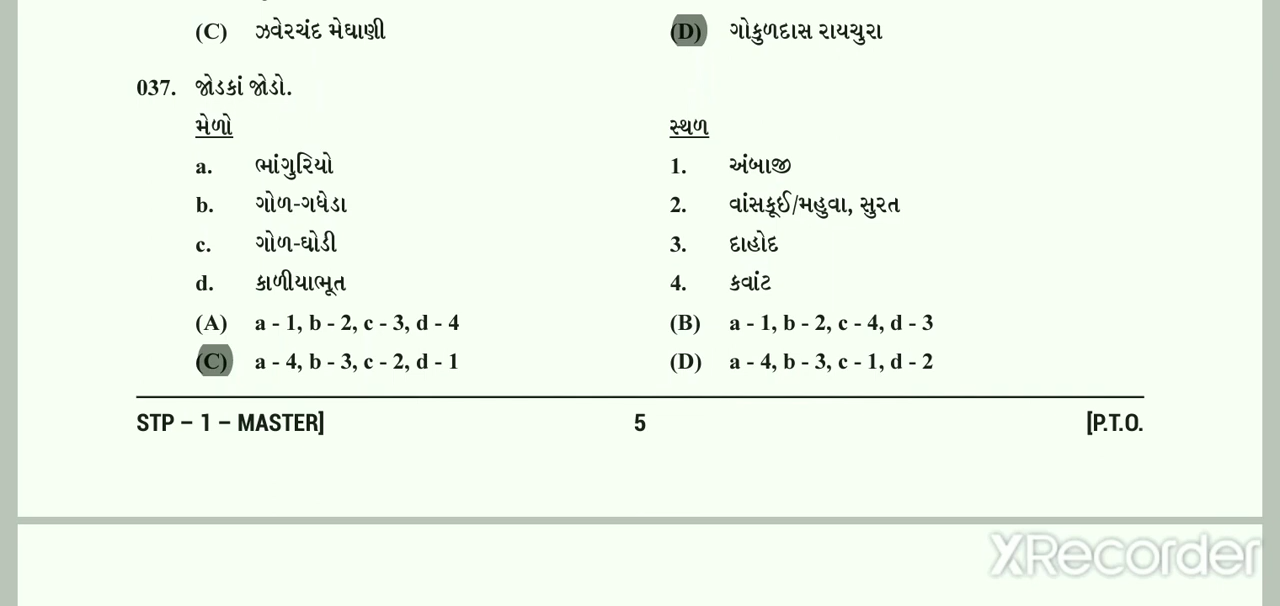 (C) ઝવેરચંદ મેઘાણી (D) ગોકુળદાસ રાયચુરા
037. જોડકાં જોડો.
મેળો સ્થળ
a. ભાંગુરિયો 1. અંબાજી
b. ગોળ-ગધેડા 2. વાંસકૂઈ/મહુવા, સુરત
c. ગોળ-ઘોડી 3. દાહોદ
d. કાળીયાભૂત 4. કવાંટ
(A) a - 1, b - 2, c - 3, d - 4 (B) a - 1, b - 2, c - 4, d - 3
(C) a - 4, b - 3, c - 2, d - 1 (D) a - 4, b - 3, c - 1, d - 2
STP – 1 – MASTER] 5 [P.T.O.
XRecorder